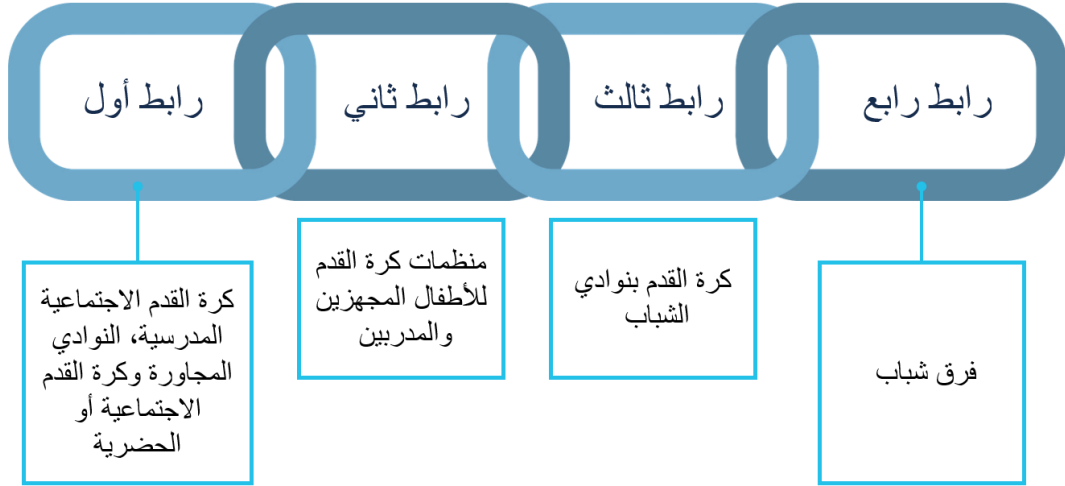 رابط أول
رابط ثاني
رابط ثالث
رابط رابع
كرة القدم الاجتماعية
المدرسية، النوادي
المجاورة وكرة القدم
الاجتماعية أو
الحضرية
منظمات كرة القدم
للأطفال المجهزين
والمدربين
كرة القدم بنوادي
الشباب
فرق شباب